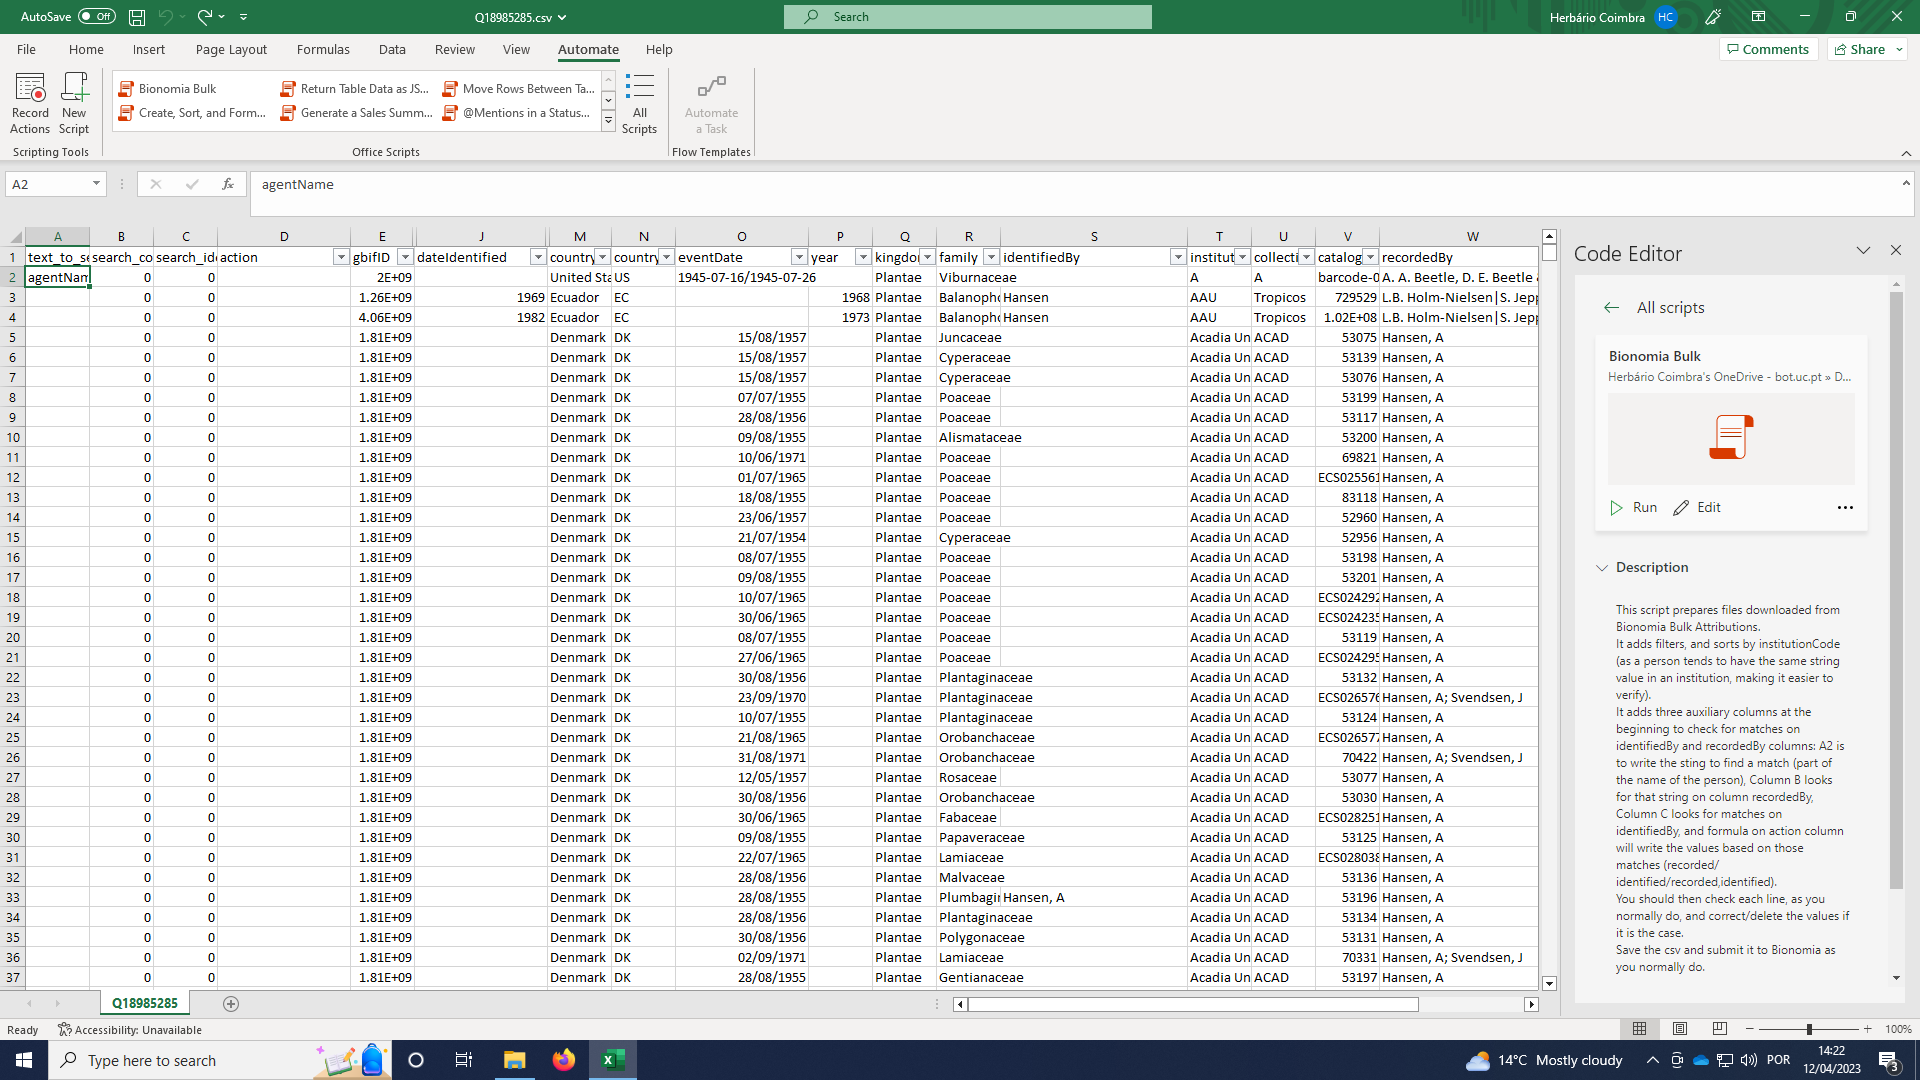 AutoSave Off Q18985285.csv Search Herbário Coimbra HC
File Home Insert Page Layout Formulas Data Review View Automate Help Comments Share
Bionomia Bulk Return Table Data as JS... Move Rows Between Ta...
Create, Sort, and Form... Generate a Sales Summ... @Mentions in a Status...
Record Actions New Script All Scripts Automate a Task
Scripting Tools Office Scripts Flow Templates
A2 fx agentName
A B C D E J M N O P Q R S T U V W
1 text_to_se search_co search_ide action gbifID dateIdentified country country eventDate year kingdo family identifiedBy institut collecti catalog recordedBy
2 agentNam 0 0 2E+09 United Sta US 1945-07-16/1945-07-26 Plantae Viburnaceae A A barcode-0 A. A. Beetle, D. E. Beetle &
3 0 0 1.26E+09 1969 Ecuador EC 1968 Plantae Balanopho Hansen AAU Tropicos 729529 L.B. Holm-Nielsen|S. Jepp
4 0 0 4.06E+09 1982 Ecuador EC 1973 Plantae Balanopho Hansen AAU Tropicos 1.02E+08 L.B. Holm-Nielsen|S. Jepp
5 0 0 1.81E+09 Denmark DK 15/08/1957 Plantae Juncaceae Acadia Un ACAD 53075 Hansen, A
6 0 0 1.81E+09 Denmark DK 15/08/1957 Plantae Cyperaceae Acadia Un ACAD 53139 Hansen, A
7 0 0 1.81E+09 Denmark DK 15/08/1957 Plantae Cyperaceae Acadia Un ACAD 53076 Hansen, A
8 0 0 1.81E+09 Denmark DK 07/07/1955 Plantae Poaceae Acadia Un ACAD 53199 Hansen, A
9 0 0 1.81E+09 Denmark DK 28/08/1956 Plantae Poaceae Acadia Un ACAD 53117 Hansen, A
10 0 0 1.81E+09 Denmark DK 09/08/1955 Plantae Alismataceae Acadia Un ACAD 53200 Hansen, A
11 0 0 1.81E+09 Denmark DK 10/06/1971 Plantae Poaceae Acadia Un ACAD 69821 Hansen, A
12 0 0 1.81E+09 Denmark DK 01/07/1965 Plantae Poaceae Acadia Un ACAD ECS025561 Hansen, A
13 0 0 1.81E+09 Denmark DK 18/08/1955 Plantae Poaceae Acadia Un ACAD 83118 Hansen, A
14 0 0 1.81E+09 Denmark DK 23/06/1957 Plantae Poaceae Acadia Un ACAD 52960 Hansen, A
15 0 0 1.81E+09 Denmark DK 21/07/1954 Plantae Cyperaceae Acadia Un ACAD 52956 Hansen, A
16 0 0 1.81E+09 Denmark DK 08/07/1955 Plantae Poaceae Acadia Un ACAD 53198 Hansen, A
17 0 0 1.81E+09 Denmark DK 09/08/1955 Plantae Poaceae Acadia Un ACAD 53201 Hansen, A
18 0 0 1.81E+09 Denmark DK 10/07/1965 Plantae Poaceae Acadia Un ACAD ECS024292 Hansen, A
19 0 0 1.81E+09 Denmark DK 30/06/1965 Plantae Poaceae Acadia Un ACAD ECS024235 Hansen, A
20 0 0 1.81E+09 Denmark DK 08/07/1955 Plantae Poaceae Acadia Un ACAD 53119 Hansen, A
21 0 0 1.81E+09 Denmark DK 27/06/1965 Plantae Poaceae Acadia Un ACAD ECS024295 Hansen, A
22 0 0 1.81E+09 Denmark DK 30/08/1956 Plantae Plantaginaceae Acadia Un ACAD 53132 Hansen, A
23 0 0 1.81E+09 Denmark DK 23/09/1970 Plantae Plantaginaceae Acadia Un ACAD ECS026576 Hansen, A; Svendsen, J
24 0 0 1.81E+09 Denmark DK 10/07/1955 Plantae Plantaginaceae Acadia Un ACAD 53124 Hansen, A
25 0 0 1.81E+09 Denmark DK 21/08/1965 Plantae Orobanchaceae Acadia Un ACAD ECS026577 Hansen, A
26 0 0 1.81E+09 Denmark DK 31/08/1971 Plantae Orobanchaceae Acadia Un ACAD 70422 Hansen, A; Svendsen, J
27 0 0 1.81E+09 Denmark DK 12/05/1957 Plantae Rosaceae Acadia Un ACAD 53077 Hansen, A
28 0 0 1.81E+09 Denmark DK 30/08/1956 Plantae Orobanchaceae Acadia Un ACAD 53030 Hansen, A
29 0 0 1.81E+09 Denmark DK 30/06/1965 Plantae Fabaceae Acadia Un ACAD ECS028251 Hansen, A
30 0 0 1.81E+09 Denmark DK 09/08/1955 Plantae Papaveraceae Acadia Un ACAD 53125 Hansen, A
31 0 0 1.81E+09 Denmark DK 22/07/1965 Plantae Lamiaceae Acadia Un ACAD ECS028038 Hansen, A
32 0 0 1.81E+09 Denmark DK 28/08/1956 Plantae Malvaceae Acadia Un ACAD 53136 Hansen, A
33 0 0 1.81E+09 Denmark DK 28/08/1955 Plantae Plumbagin Hansen, A Acadia Un ACAD 53196 Hansen, A
34 0 0 1.81E+09 Denmark DK 28/08/1956 Plantae Plantaginaceae Acadia Un ACAD 53134 Hansen, A
35 0 0 1.81E+09 Denmark DK 30/08/1956 Plantae Polygonaceae Acadia Un ACAD 53131 Hansen, A
36 0 0 1.81E+09 Denmark DK 02/09/1971 Plantae Lamiaceae Acadia Un ACAD 70331 Hansen, A; Svendsen, J
37 0 0 1.81E+09 Denmark DK 28/08/1955 Plantae Gentianaceae Acadia Un ACAD 53197 Hansen, A
Code Editor
All scripts
Bionomia Bulk
Herbário Coimbra's OneDrive - bot.uc.pt » D...
Run Edit ...
Description
This script prepares files downloaded from
Bionomia Bulk Attributions.
It adds filters, and sorts by institutionCode
(as a person tends to have the same string
value in an institution, making it easier to
verify).
It adds three auxiliary columns at the
beginning to check for matches on
identifiedBy and recordedBy columns: A2 is
to write the sting to find a match (part of
the name of the person), Column B looks
for that string on column recordedBy,
Column C looks for matches on
identifiedBy, and formula on action column
will write the values based on those
matches (recorded/
identified/recorded,identified).
You should then check each line, as you
normally do, and correct/delete the values if
it is the case.
Save the csv and submit it to Bionomia as
you normally do.
Q18985285
Ready Accessibility: Unavailable 100%
Type here to search 14°C Mostly cloudy POR 14:22
12/04/2023 3